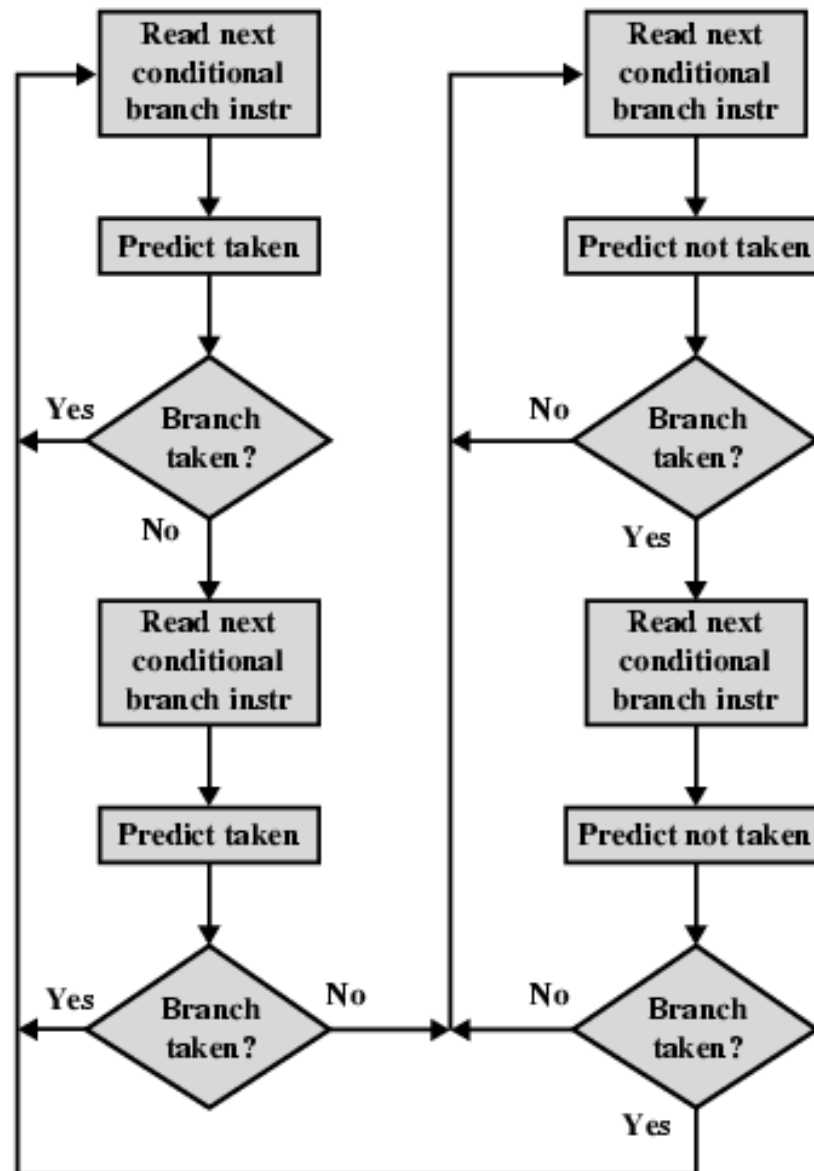 Read next
conditional
branch instr
Predict taken
Yes
Branch
taken?
No
Read next
conditional
branch instr
Predict taken
Yes
Branch
taken?
No
Read next
conditional
branch instr
Predict not taken
No
Branch
taken?
Yes
Read next
conditional
branch instr
Predict not taken
No
Branch
taken?
Yes